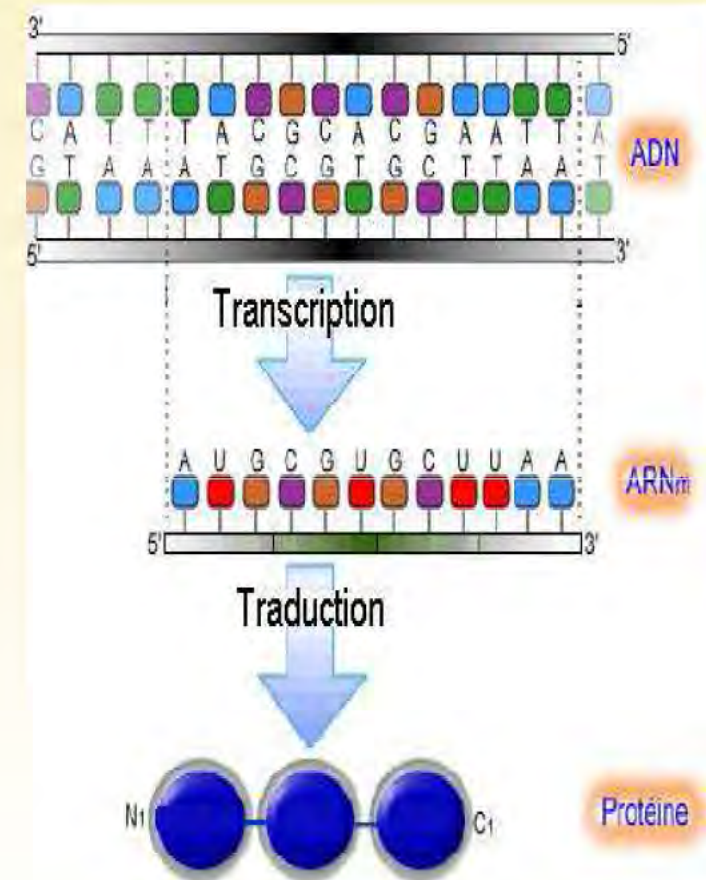 3' 5'
C A T T T A C G C A C G A A T T A
G T A A A T G C G T G C T T A A T
ADN
5' 3'
Transcription
A U G C G U G C U U A A
ARNm
5' 3'
Traduction
N1 C1
Protéine